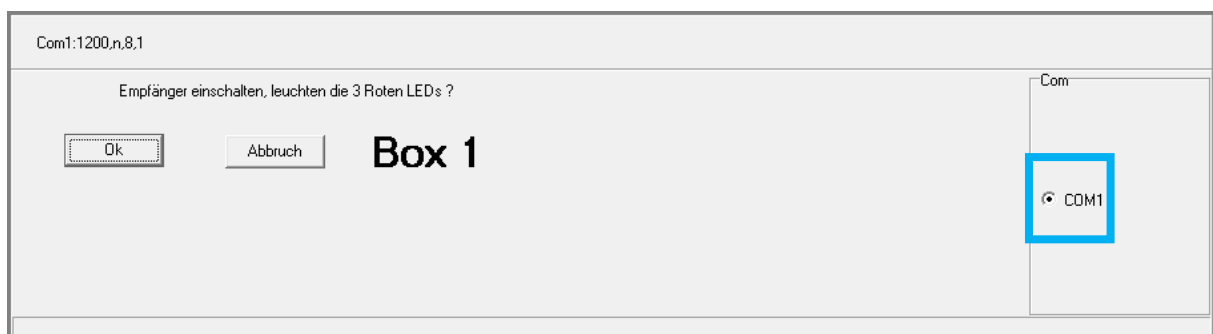 Com1:1200,n,8,1
Empfänger einschalten, leuchten die 3 Roten LEDs ?
Com
Ok Abbruch Box 1
COM1